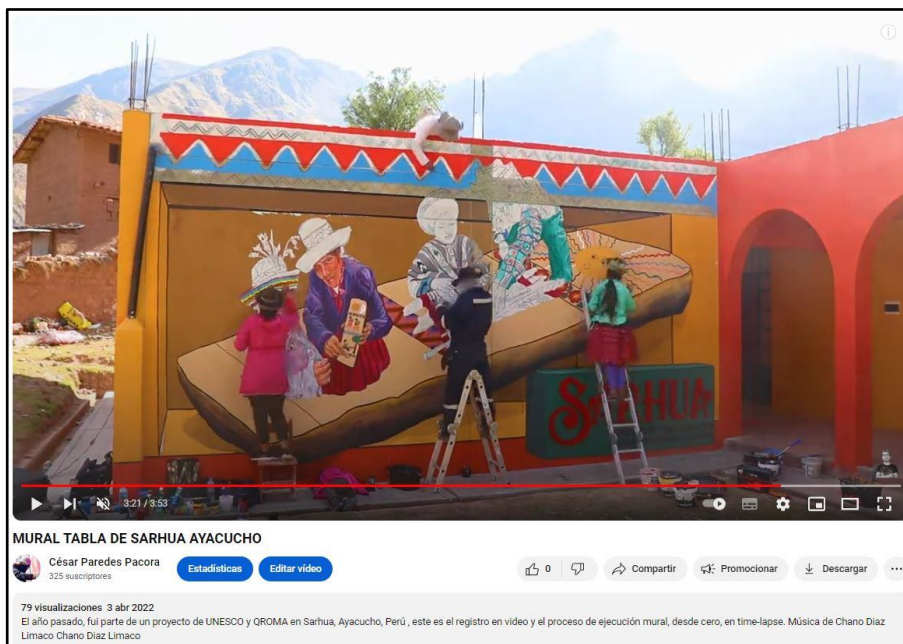 SARHUA
3:21 / 3:53
MURAL TABLA DE SARHUA AYACUCHO
César Paredes Pacora
325 suscriptores
Estadísticas
Editar vídeo
0
Compartir
Promocionar
Descargar
...
79 visualizaciones 3 abr 2022
El año pasado, fui parte de un proyecto de UNESCO y QROMA en Sarhua, Ayacucho, Perú , este es el registro en video y el proceso de ejecución mural, desde cero, en time-lapse. Música de Chano Diaz
Limaco Chano Diaz Limaco